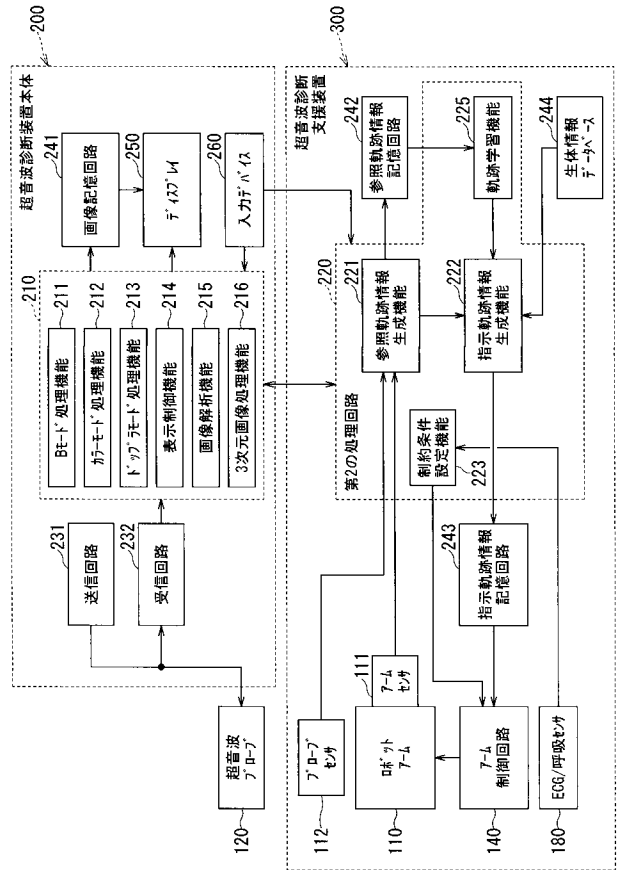 超音波診断装置本体
200
210
Bモード処理機能
211
カラーモード処理機能
212
ドップラモード処理機能
213
表示制御機能
214
画像解析機能
215
3次元画像処理機能
216
送信回路
231
受信回路
232
画像記憶回路
241
ディスプレイ
250
入力デバイス
260
超音波
プローブ
120
超音波診断
支援装置
300
220
第2の処理回路
参照軌跡情報
生成機能
221
指示軌跡情報
生成機能
222
制約条件
設定機能
223
参照軌跡情報
記憶回路
242
軌跡学習機能
225
生体情報
データベース
244
指示軌跡情報
記憶回路
243
プローブ
センサ
112
アーム
センサ
111
ロボット
アーム
110
アーム
制御回路
140
ECG/呼吸センサ
180